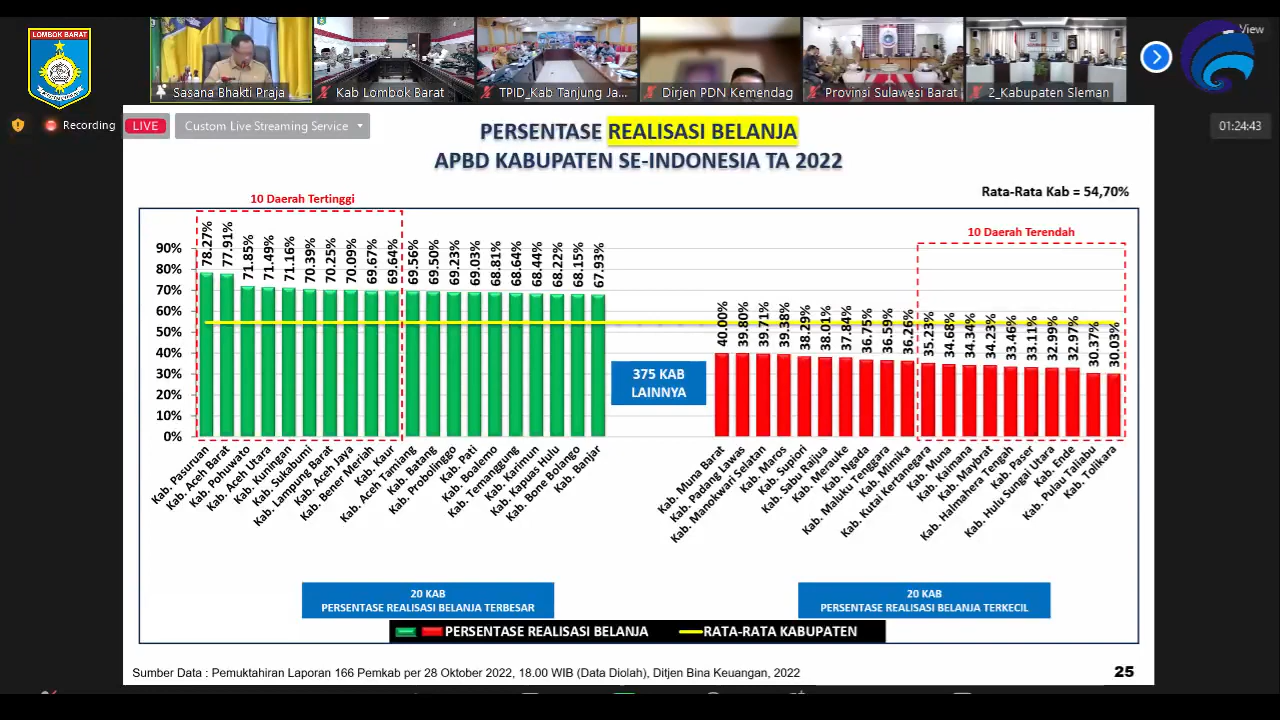 LOMBOK BARAT
Sasana Bhakti Praja
Kab Lombok Barat
TPID_Kab Tanjung Ja...
Dirjen PDN Kemendag
Provinsi Sulawesi Barat
2_Kabupaten Sleman
View
Recording
LIVE
Custom Live Streaming Service
01:24:43
PERSENTASE REALISASI BELANJA
APBD KABUPATEN SE-INDONESIA TA 2022
Rata-Rata Kab = 54,70%
10 Daerah Tertinggi
10 Daerah Terendah
90%
80%
70%
60%
50%
40%
30%
20%
10%
0%
78.27%
77.91%
71.85%
71.49%
71.16%
70.39%
70.25%
70.09%
69.67%
69.64%
69.56%
69.50%
69.23%
69.03%
68.81%
68.64%
68.44%
68.22%
68.15%
67.93%
375 KAB
LAINNYA
40.00%
39.80%
39.71%
39.38%
38.29%
38.01%
37.84%
36.75%
36.59%
36.26%
35.23%
34.68%
34.34%
34.23%
33.46%
33.11%
32.99%
32.97%
30.37%
30.03%
Kab. Pasuruan
Kab. Aceh Barat
Kab. Pohuwato
Kab. Aceh Utara
Kab. Kuningan
Kab. Sukabumi
Kab. Lampung Barat
Kab. Aceh Jaya
Kab. Bener Meriah
Kab. Kaur
Kab. Aceh Tamiang
Kab. Batang
Kab. Probolinggo
Kab. Pati
Kab. Boalemo
Kab. Temanggung
Kab. Karimun
Kab. Kapuas Hulu
Kab. Bone Bolango
Kab. Banjar
Kab. Muna Barat
Kab. Padang Lawas
Kab. Manokwari Selatan
Kab. Maros
Kab. Supiori
Kab. Sabu Raijua
Kab. Merauke
Kab. Ngada
Kab. Maluku Tenggara
Kab. Mimika
Kab. Kutai Kertanegara
Kab. Muna
Kab. Kaimana
Kab. Maybrat
Kab. Halmahera Tengah
Kab. Paser
Kab. Hulu Sungai Utara
Kab. Ende
Kab. Pulau Taliabu
Kab. Tolikara
20 KAB
PERSENTASE REALISASI BELANJA TERBESAR
20 KAB
PERSENTASE REALISASI BELANJA TERKECIL
PERSENTASE REALISASI BELANJA
RATA-RATA KABUPATEN
Sumber Data : Pemuktahiran Laporan 166 Pemkab per 28 Oktober 2022, 18.00 WIB (Data Diolah), Ditjen Bina Keuangan, 2022
25